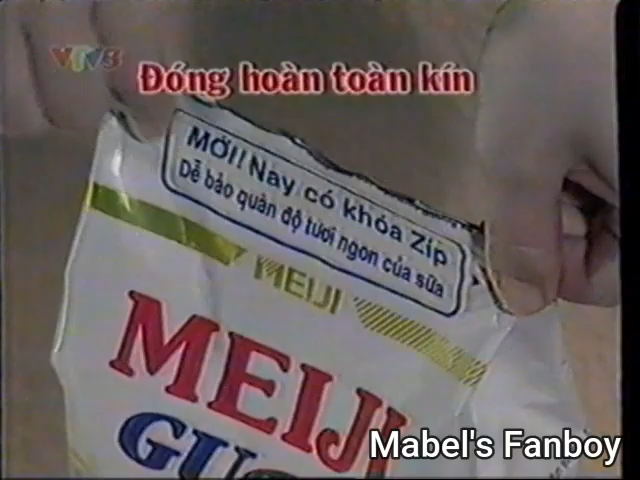 VTV3
Đóng hoàn toàn kín
MỚI! Nay có khóa Zip
Dễ bảo quản độ tươi ngon của sữa
MEIJI
MEIJI
Mabel's Fanboy